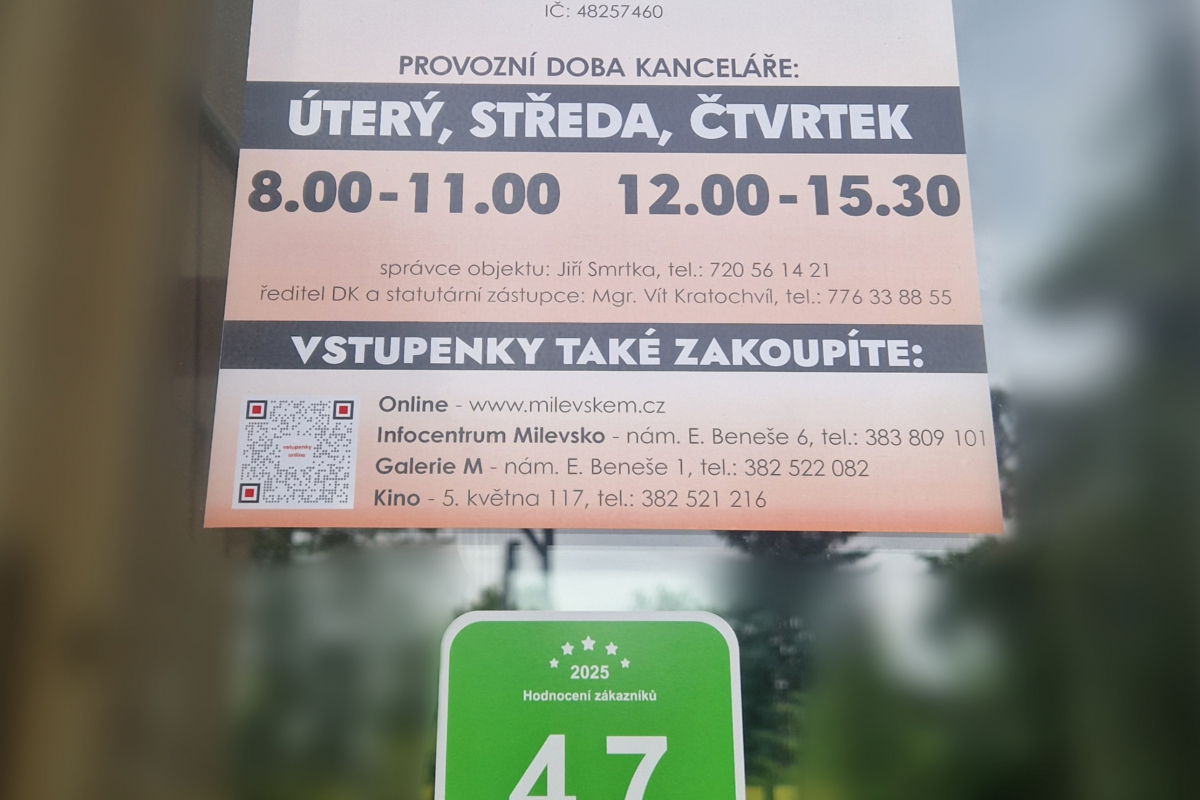 IČ: 48257460
PROVOZNÍ DOBA KANCELÁŘE:
ÚTERÝ, STŘEDA, ČTVRTEK
8.00-11.00 12.00-15.30
správce objektu: Jiří Smrtka, tel.: 720 56 14 21
ředitel DK a statutární zástupce: Mgr. Vít Kratochvíl, tel.: 776 33 88 55
VSTUPENKY TAKÉ ZAKOUPÍTE:
vstupenky
online
Online - www.milevskem.cz
Infocentrum Milevsko - nám. E. Beneše 6, tel.: 383 809 101
Galerie M - nám. E. Beneše 1, tel.: 382 522 082
Kino - 5. května 117, tel.: 382 521 216
2025
Hodnocení zákazníků
4 7